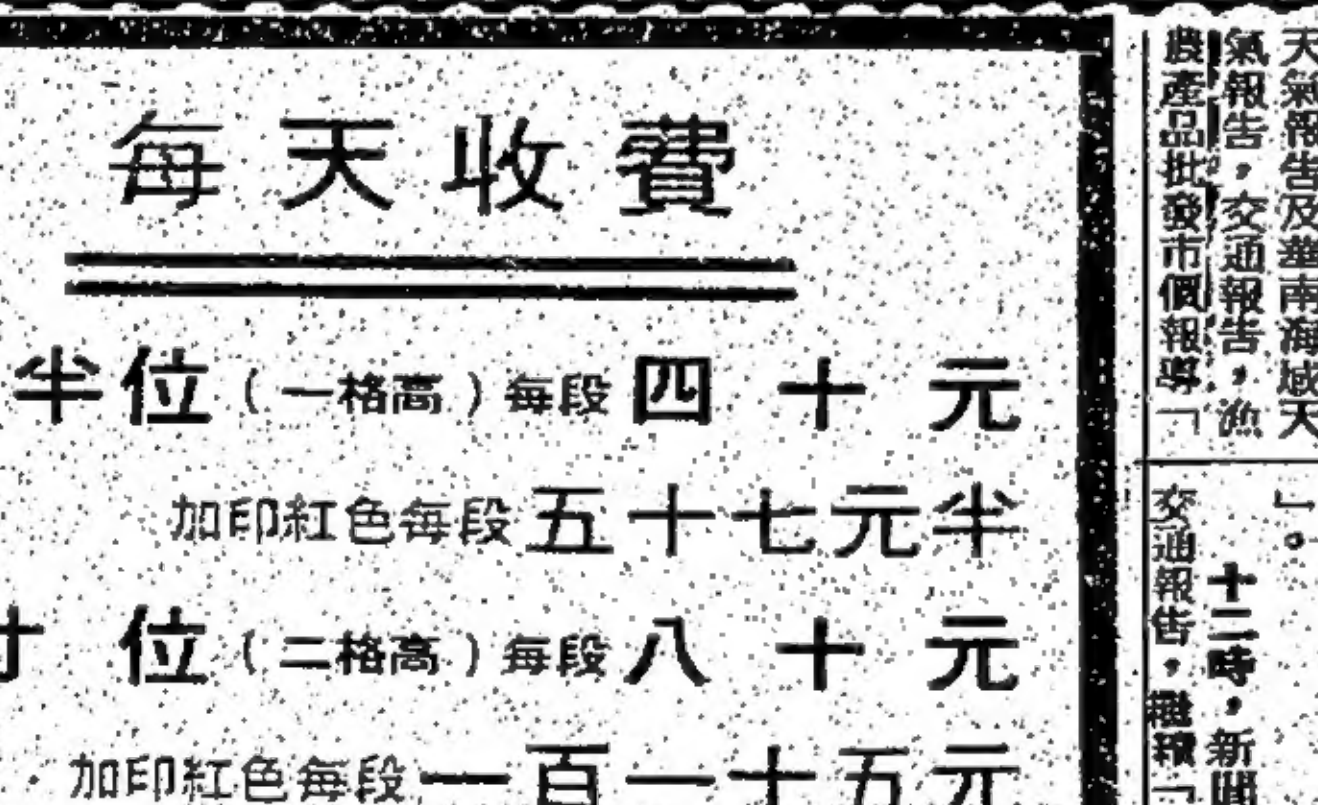 每天收費
半位(一格高)每段四十元
加印紅色每段五十七元半
寸位(二格高)每段八十元
加印紅色每段一百一十五元
天氣報告及華南海域天
氣報告,交通報告,漁
農產品批發市價報導「
」。
十二時,新聞
交通報告,繼續「